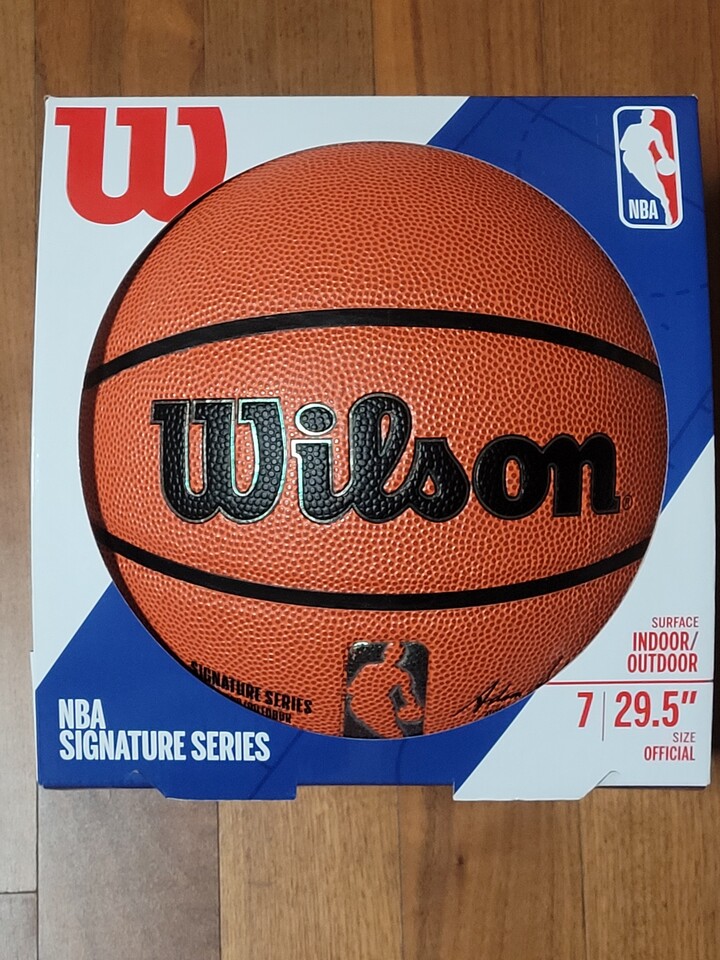 W
NBA
Wilson
SIGNATURE SERIES
SURFACE
INDOOR/
OUTDOOR
7 29.5"
SIZE
OFFICIAL
NBA
SIGNATURE SERIES